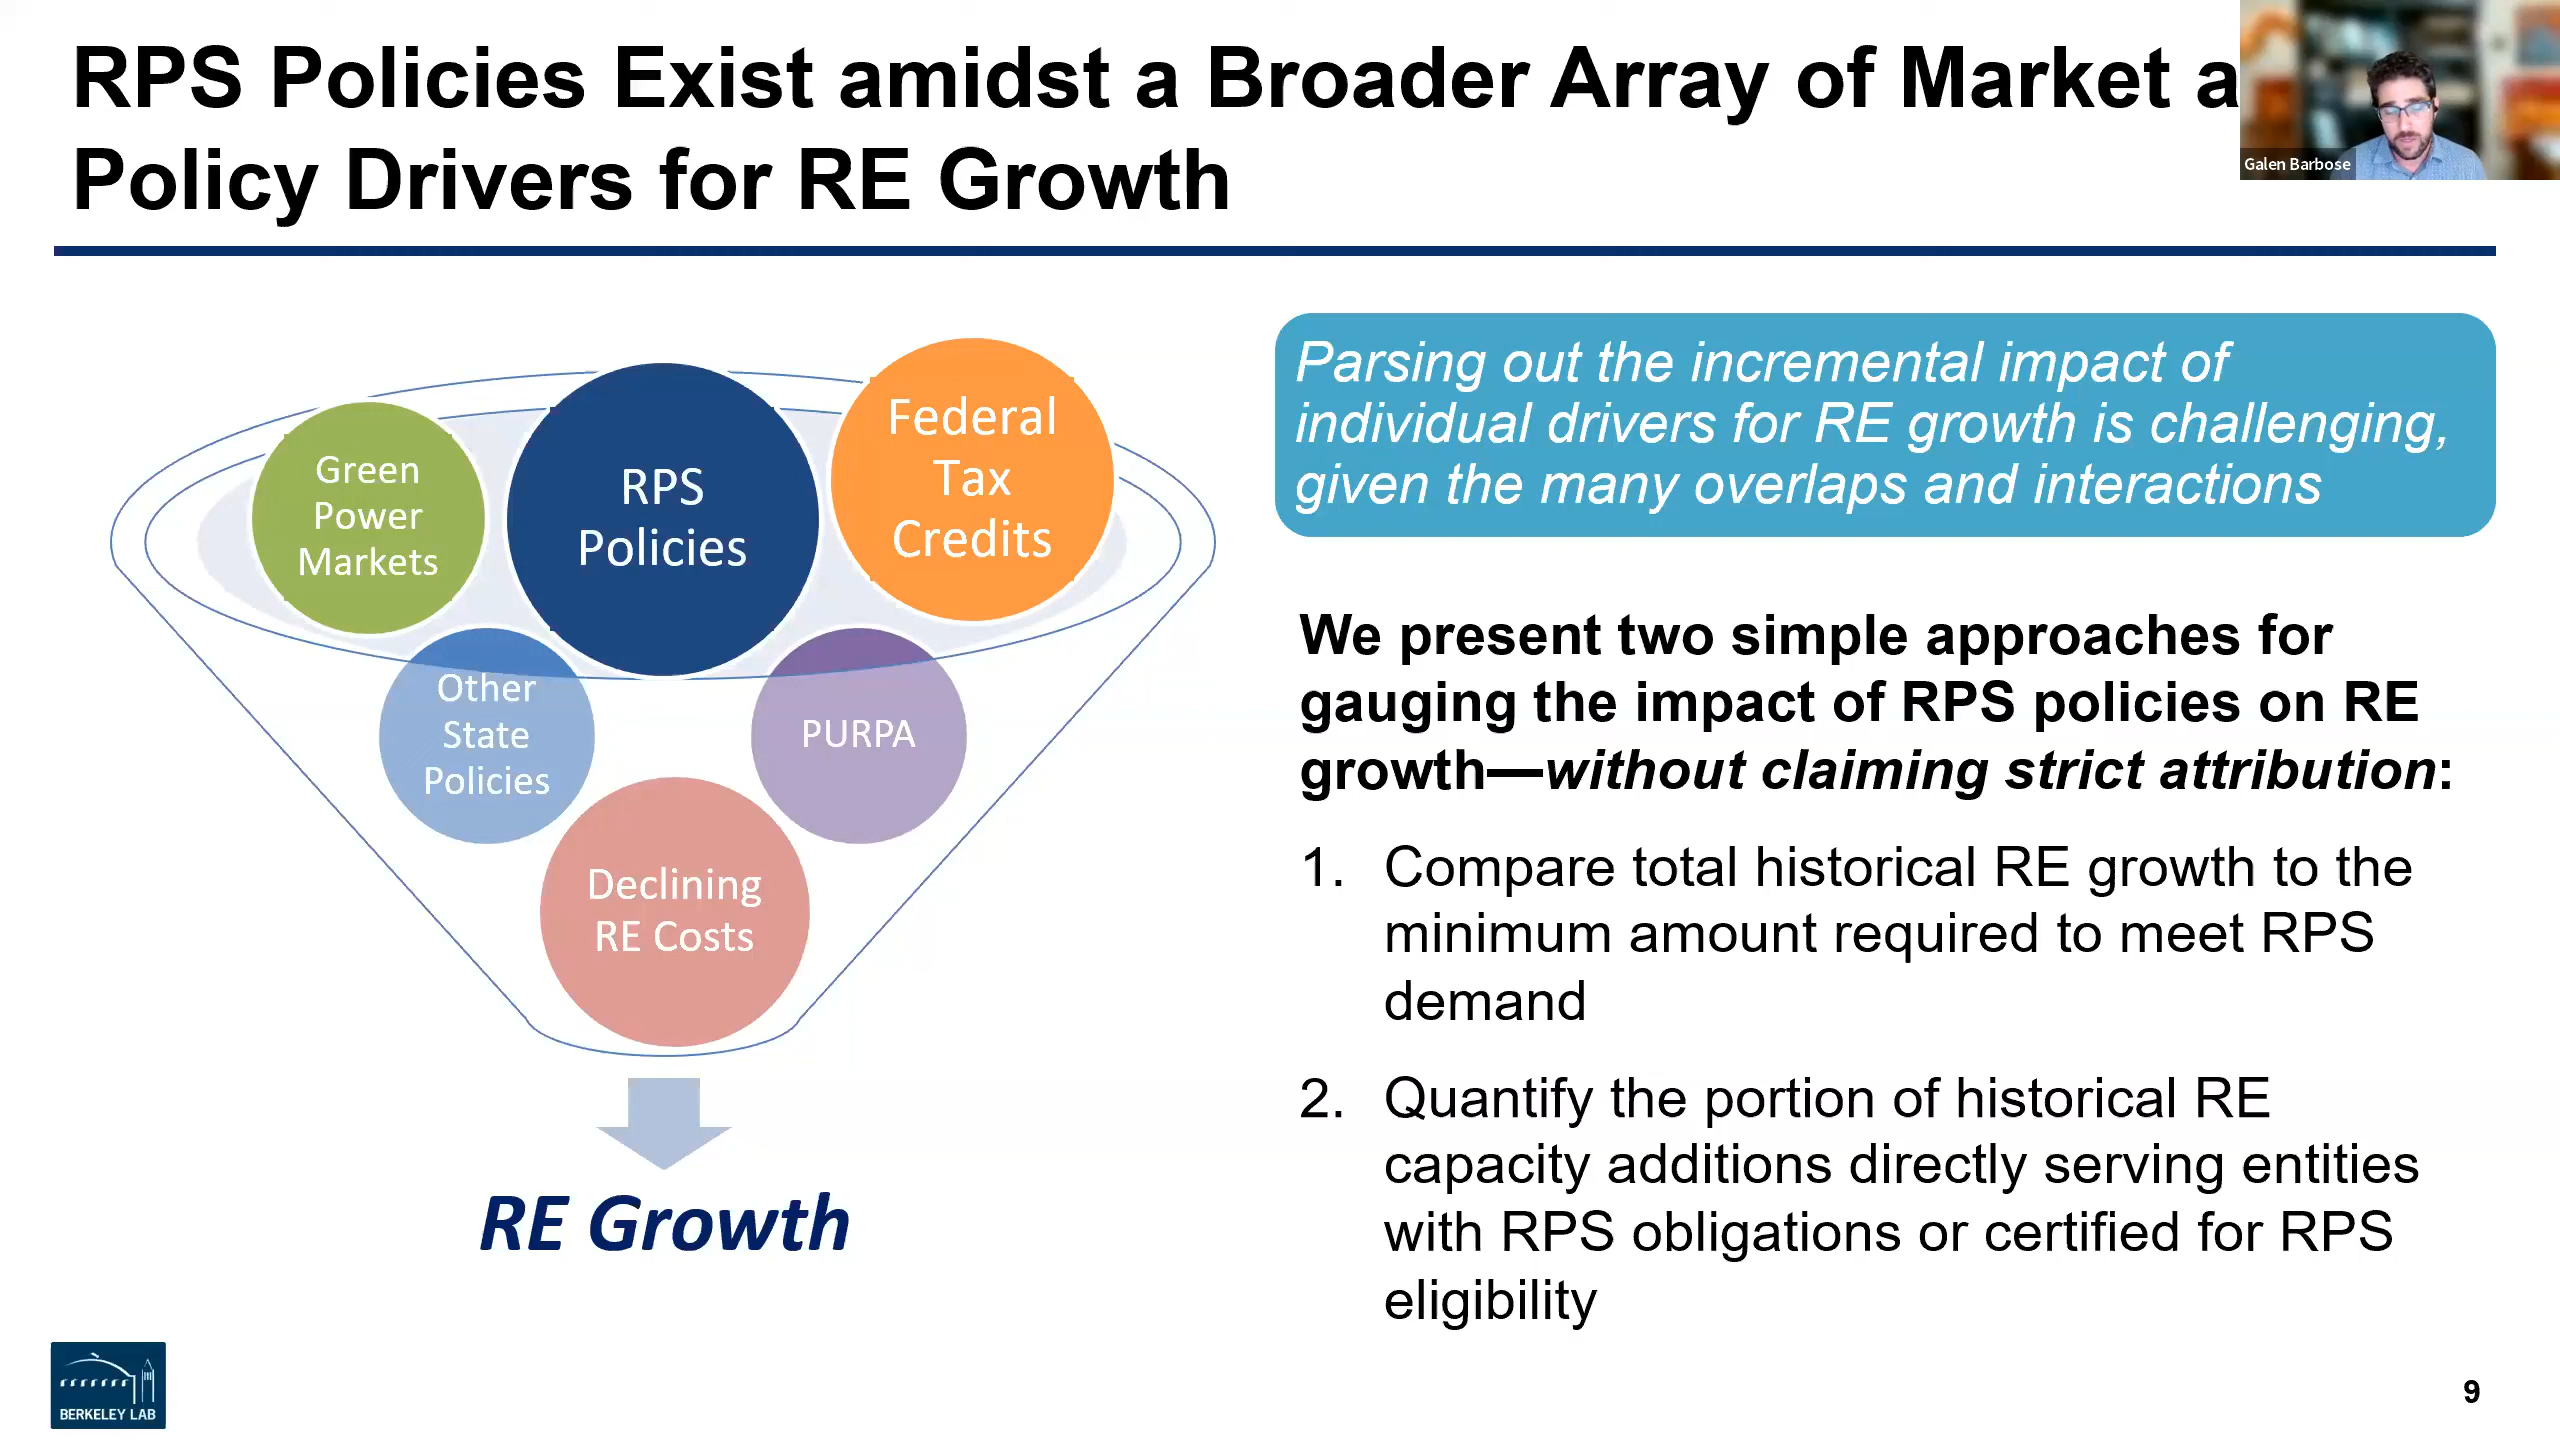 RPS Policies Exist amidst a Broader Array of Market a
Policy Drivers for RE Growth
Galen Barbose
Green
Power
Markets
RPS
Policies
Federal
Tax
Credits
Other
State
Policies
PURPA
Declining
RE Costs
RE Growth
Parsing out the incremental impact of
individual drivers for RE growth is challenging,
given the many overlaps and interactions
We present two simple approaches for
gauging the impact of RPS policies on RE
growth—without claiming strict attribution:
1. Compare total historical RE growth to the
minimum amount required to meet RPS
demand
2. Quantify the portion of historical RE
capacity additions directly serving entities
with RPS obligations or certified for RPS
eligibility
BERKELEY LAB
9